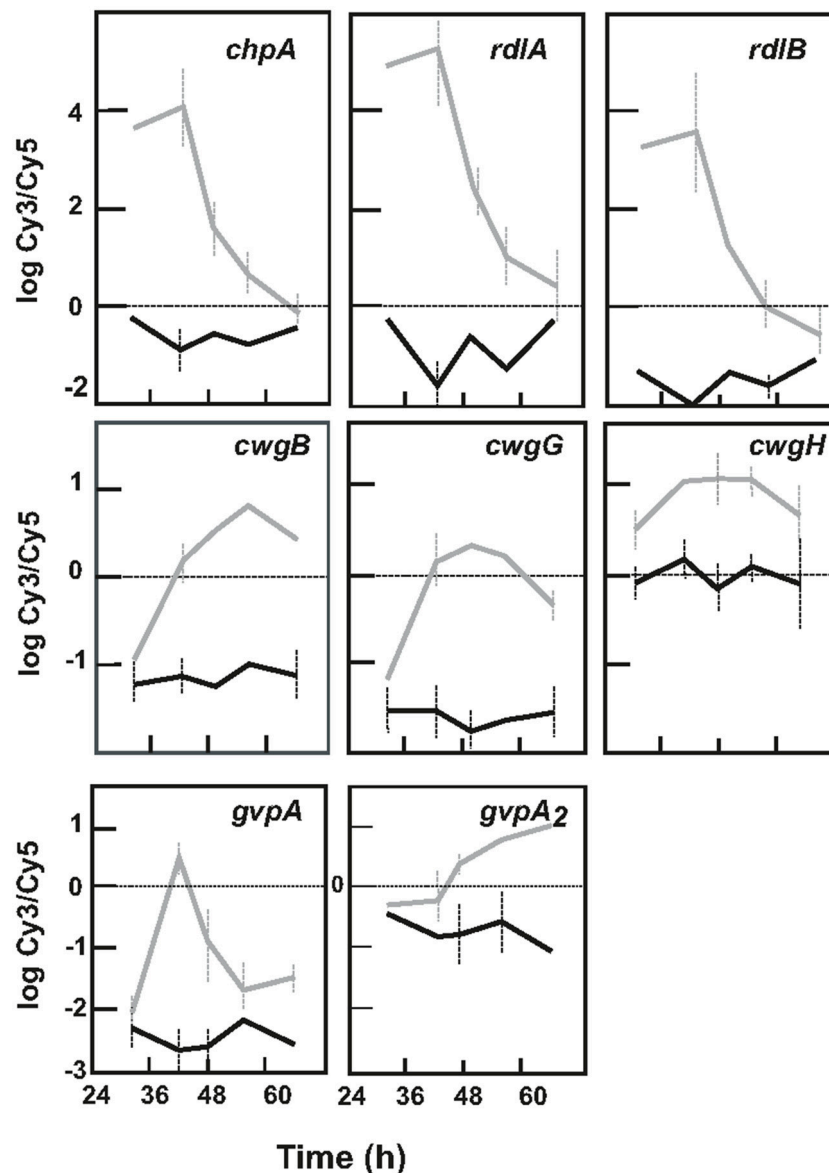 chpA
rdlA
rdlB
log Cy3/Cy5
4
2
0
-2
cwgB
cwgG
cwgH
log Cy3/Cy5
1
0
-1
gvpA
gvpA2
log Cy3/Cy5
1
0
-1
-2
-3
0
24 36 48 60
24 36 48 60
Time (h)